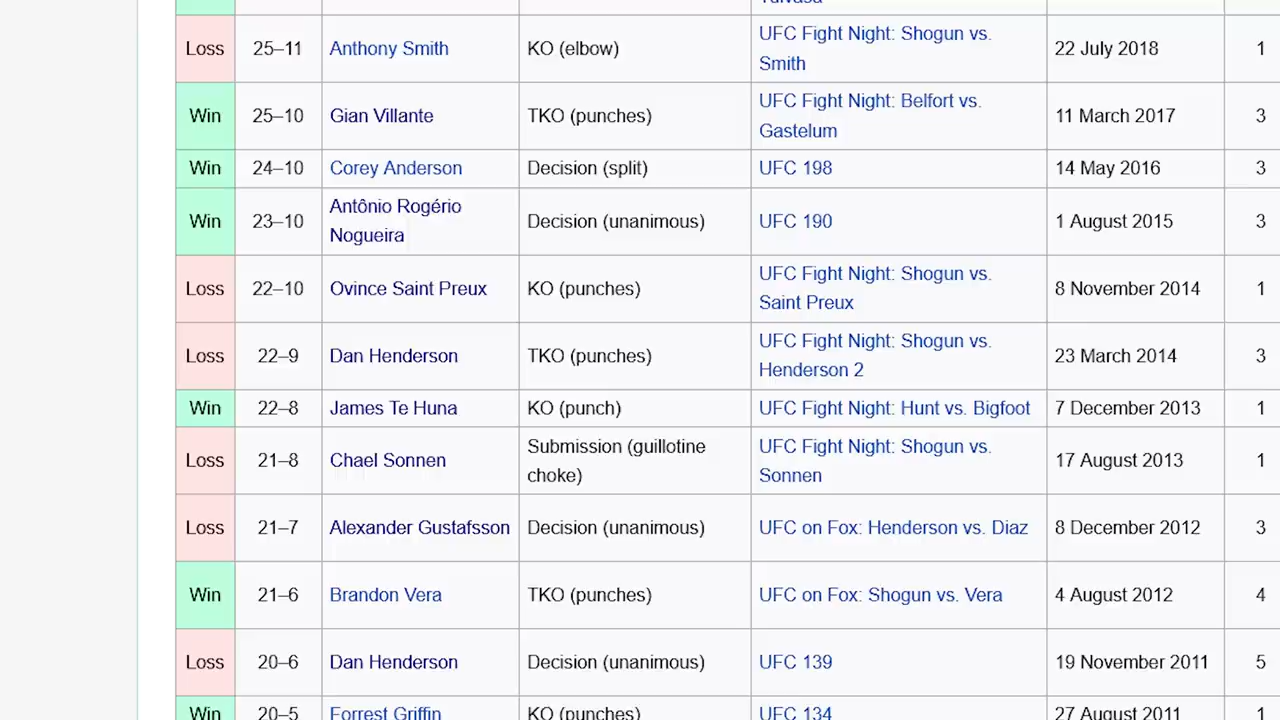 Loss 25–11 Anthony Smith KO (elbow) UFC Fight Night: Shogun vs. Smith 22 July 2018 1
Win 25–10 Gian Villante TKO (punches) UFC Fight Night: Belfort vs. Gastelum 11 March 2017 3
Win 24–10 Corey Anderson Decision (split) UFC 198 14 May 2016 3
Win 23–10 Antônio Rogério Nogueira Decision (unanimous) UFC 190 1 August 2015 3
Loss 22–10 Ovince Saint Preux KO (punches) UFC Fight Night: Shogun vs. Saint Preux 8 November 2014 1
Loss 22–9 Dan Henderson TKO (punches) UFC Fight Night: Shogun vs. Henderson 2 23 March 2014 3
Win 22–8 James Te Huna KO (punch) UFC Fight Night: Hunt vs. Bigfoot 7 December 2013 1
Loss 21–8 Chael Sonnen Submission (guillotine choke) UFC Fight Night: Shogun vs. Sonnen 17 August 2013 1
Loss 21–7 Alexander Gustafsson Decision (unanimous) UFC on Fox: Henderson vs. Diaz 8 December 2012 3
Win 21–6 Brandon Vera TKO (punches) UFC on Fox: Shogun vs. Vera 4 August 2012 4
Loss 20–6 Dan Henderson Decision (unanimous) UFC 139 19 November 2011 5
Win 20–5 Forrest Griffin KO (punches) UFC 134 27 August 2011 1